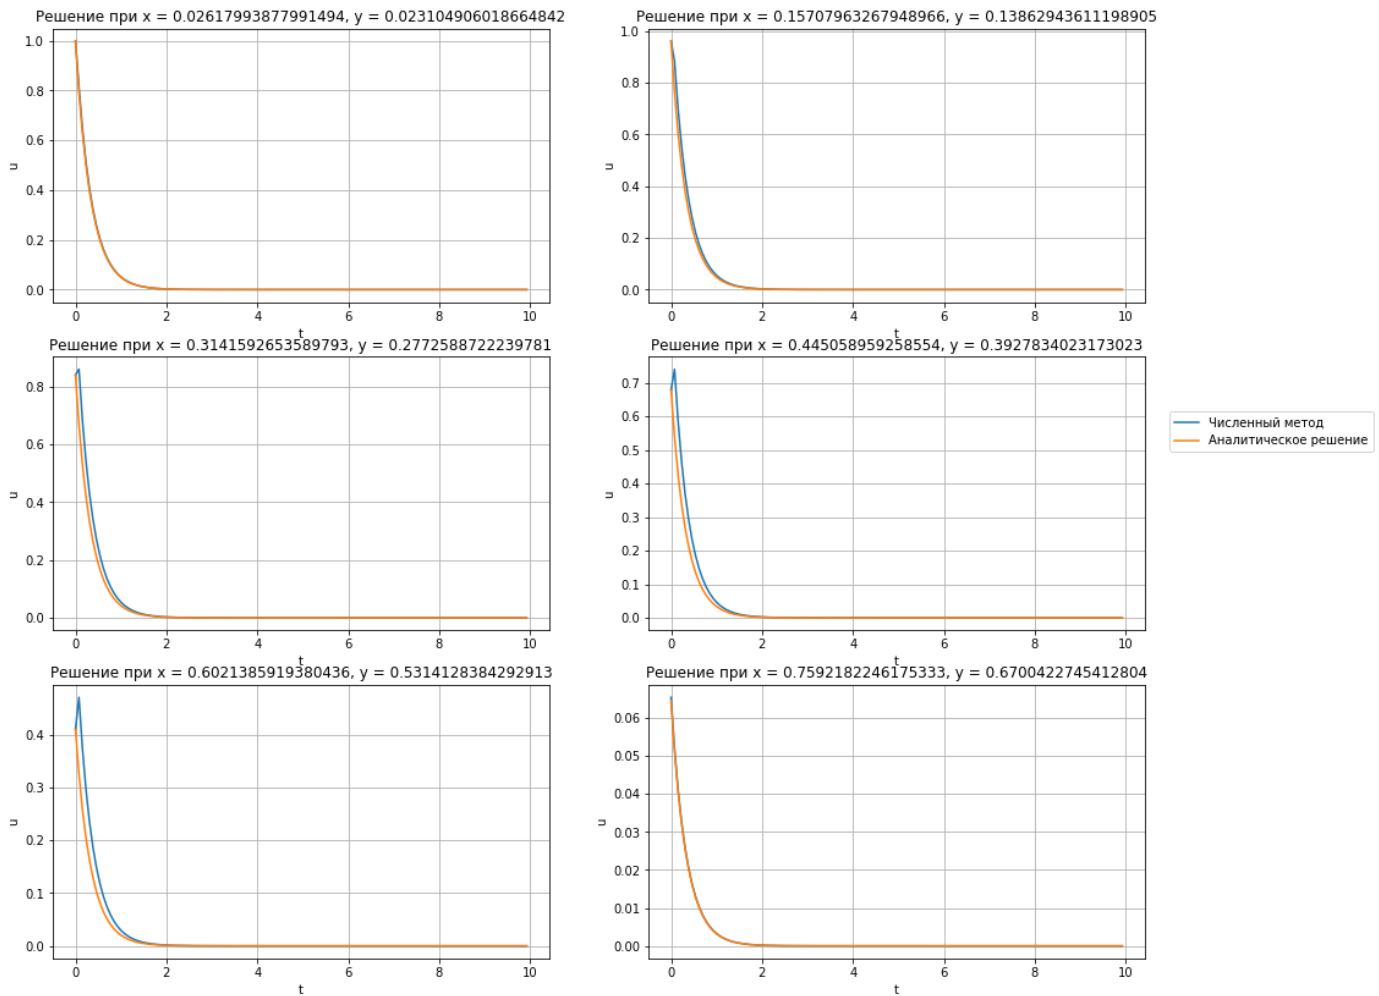 Решение при x = 0.02617993877991494, y = 0.023104906018664842
1.0
0.8
0.6
0.4
0.2
0.0
u
0 2 4 6 8 10
t
Решение при x = 0.15707963267948966, y = 0.13862943611198905
1.0
0.8
0.6
0.4
0.2
0.0
u
0 2 4 6 8 10
t
Решение при x = 0.3141592653589793, y = 0.2772588722239781
0.8
0.6
0.4
0.2
0.0
u
0 2 4 6 8 10
t
Решение при x = 0.445058959258554, y = 0.3927834023173023
0.7
0.6
0.5
0.4
0.3
0.2
0.1
0.0
u
0 2 4 6 8 10
t
Численный метод
Аналитическое решение
Решение при x = 0.6021385919380436, y = 0.5314128384292913
0.4
0.3
0.2
0.1
0.0
u
0 2 4 6 8 10
t
Решение при x = 0.7592182246175333, y = 0.6700422745412804
0.06
0.05
0.04
0.03
0.02
0.01
0.00
u
0 2 4 6 8 10
t